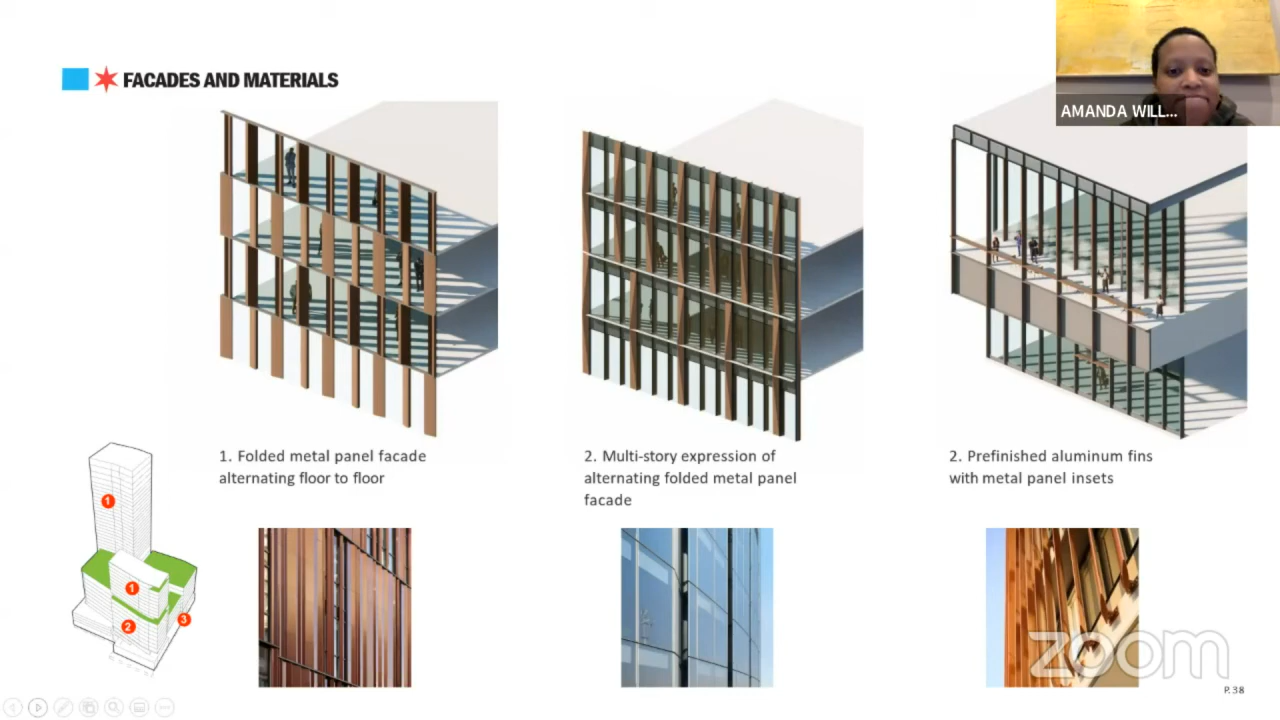 FACADES AND MATERIALS
AMANDA WILL...
1. Folded metal panel facade
alternating floor to floor
2. Multi-story expression of
alternating folded metal panel
facade
2. Prefinished aluminum fins
with metal panel insets
1
1
2
3
zoom
P. 38